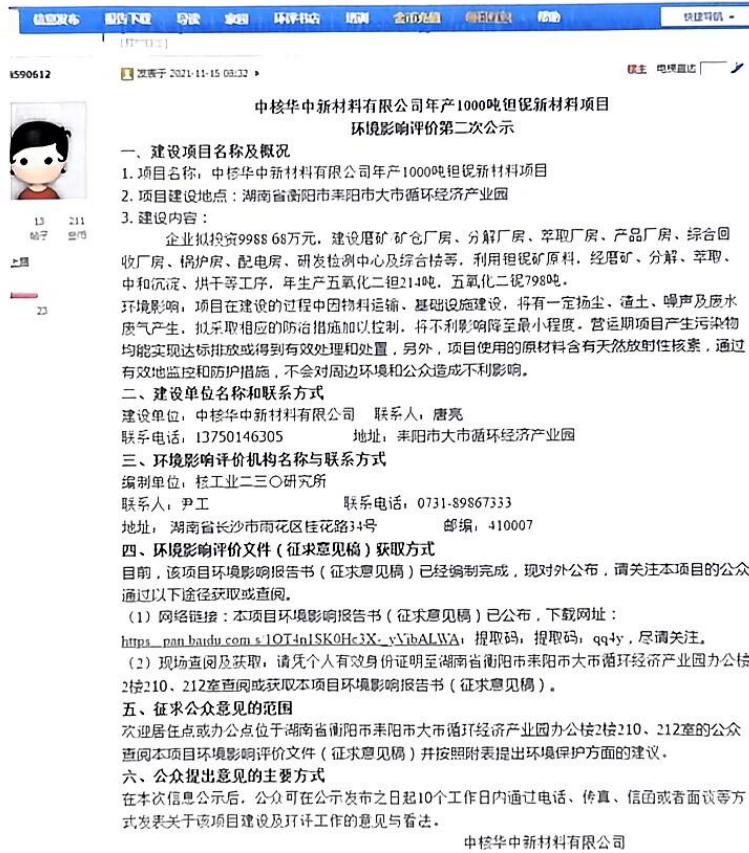 信息发布 报告下载 导读 家园 环评书店 培训 金币充值 每日红包 帮助 快捷导航
590612
发表于 2021-11-15 08:32
楼主 电梯直达
中核华中新材料有限公司年产1000吨钽铌新材料项目
环境影响评价第二次公示
一、建设项目名称及概况
1. 项目名称：中核华中新材料有限公司年产1000吨钽铌新材料项目
2. 项目建设地点：湖南省衡阳市耒阳市大市循环经济产业园
3. 建设内容：
13 211
帖子 金币
企业拟投资9988.68万元，建设磨矿/矿仓厂房、分解厂房、萃取厂房、产品厂房、综合回
收厂房、锅炉房、配电房、研发检测中心及综合楼等，利用钽铌矿原料，经磨矿、分解、萃取、
中和沉淀、烘干等工序，年生产五氧化二钽214吨，五氧化二铌798吨。
23
环境影响：项目在建设的过程中因物料运输、基础设施建设，将有一定扬尘、渣土、噪声及废水
废气产生，拟采取相应的防治措施加以控制，将不利影响降至最小程度。营运期项目产生污染物
均能实现达标排放或得到有效处理和处置，另外，项目使用的原材料含有天然放射性核素，通过
有效地监控和防护措施，不会对周边环境和公众造成不利影响。
二、建设单位名称和联系方式
建设单位：中核华中新材料有限公司 联系人：唐亮
联系电话：13750146305 地址：耒阳市大市循环经济产业园
三、环境影响评价机构名称与联系方式
编制单位：核工业二三〇研究所
联系人：尹工 联系电话：0731-89867333
地址：湖南省长沙市雨花区桂花路34号 邮编：410007
四、环境影响评价文件（征求意见稿）获取方式
目前，该项目环境影响报告书（征求意见稿）已经编制完成，现对外公布，请关注本项目的公众
通过以下途径获取或查阅。
（1）网络链接：本项目环境影响报告书（征求意见稿）已公布，下载网址：
https pan baidu com s 1OT4n1SK0Hc3X-_yVibALWA；提取码：提取码：qq4y，尽请关注。
（2）现场查阅及获取：请凭个人有效身份证明至湖南省衡阳市耒阳市大市循环经济产业园办公楼
2楼210、212室查阅或获取本项目环境影响报告书（征求意见稿）。
五、征求公众意见的范围
欢迎居住点或办公点位于湖南省衡阳市耒阳市大市循环经济产业园办公楼2楼210、212室的公众
查阅本项目环境影响评价文件（征求意见稿）并按照附表提出环境保护方面的建议。
六、公众提出意见的主要方式
在本次信息公示后，公众可在公示发布之日起10个工作日内通过电话、传真、信函或者面谈等方
式发表关于该项目建设及环评工作的意见与看法。
中核华中新材料有限公司